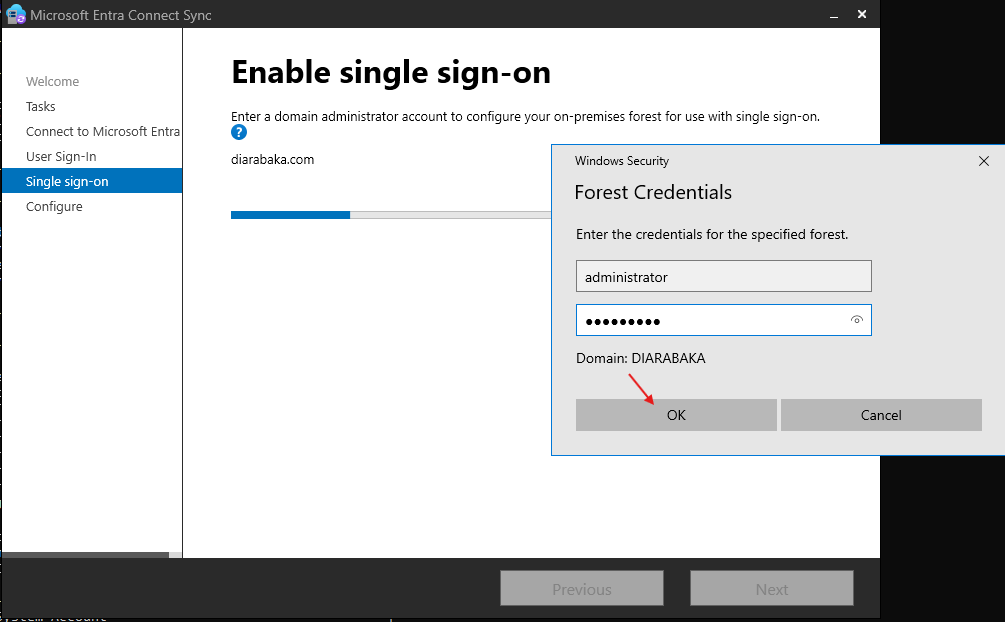 Microsoft Entra Connect Sync
Welcome
Tasks
Connect to Microsoft Entra
User Sign-In
Single sign-on
Configure
Enable single sign-on
Enter a domain administrator account to configure your on-premises forest for use with single sign-on.
?
diarabaka.com
Windows Security
Forest Credentials
Enter the credentials for the specified forest.
administrator
●●●●●●●●●
Domain: DIARABAKA
OK
Cancel
Previous
Next